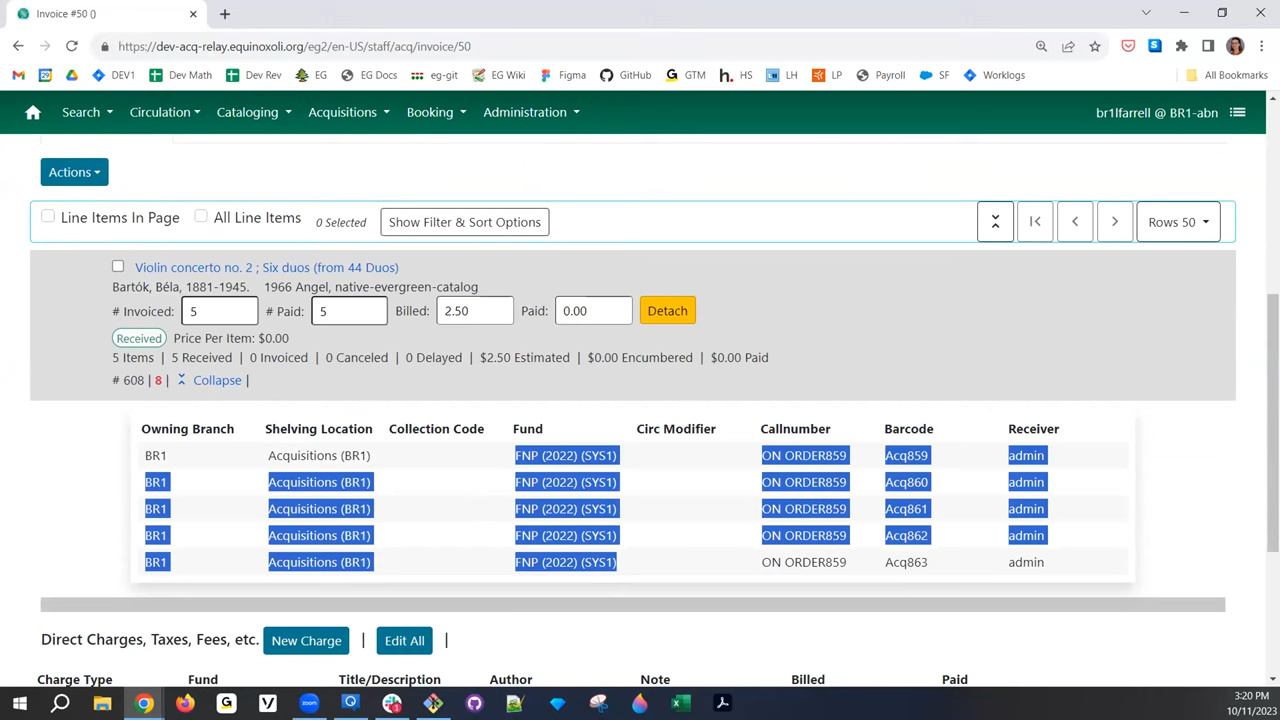 Invoice #50 ()
https://dev-acq-relay.equinoxoli.org/eg2/en-US/staff/acq/invoice/50
DEV1 Dev Math Dev Rev EG EG Docs eg-git EG Wiki Figma GitHub GTM HS LH LP Payroll SF Worklogs All Bookmarks
Search Circulation Cataloging Acquisitions Booking Administration br1lfarrell @ BR1-abn
Actions
Line Items In Page All Line Items 0 Selected Show Filter & Sort Options Rows 50
Violin concerto no. 2 ; Six duos (from 44 Duos)
Bartók, Béla, 1881-1945. 1966 Angel, native-evergreen-catalog
# Invoiced: 5 # Paid: 5 Billed: 2.50 Paid: 0.00 Detach
Received Price Per Item: $0.00
5 Items | 5 Received | 0 Invoiced | 0 Canceled | 0 Delayed | $2.50 Estimated | $0.00 Encumbered | $0.00 Paid
# 608 | 8 | Collapse |
Owning Branch Shelving Location Collection Code Fund Circ Modifier Callnumber Barcode Receiver
BR1 Acquisitions (BR1) FNP (2022) (SYS1) ON ORDER859 Acq859 admin
BR1 Acquisitions (BR1) FNP (2022) (SYS1) ON ORDER859 Acq860 admin
BR1 Acquisitions (BR1) FNP (2022) (SYS1) ON ORDER859 Acq861 admin
BR1 Acquisitions (BR1) FNP (2022) (SYS1) ON ORDER859 Acq862 admin
BR1 Acquisitions (BR1) FNP (2022) (SYS1) ON ORDER859 Acq863 admin
Direct Charges, Taxes, Fees, etc. New Charge | Edit All |
Charge Type Fund Title/Description Author Note Billed Paid
zoom
3:20 PM
10/11/2023